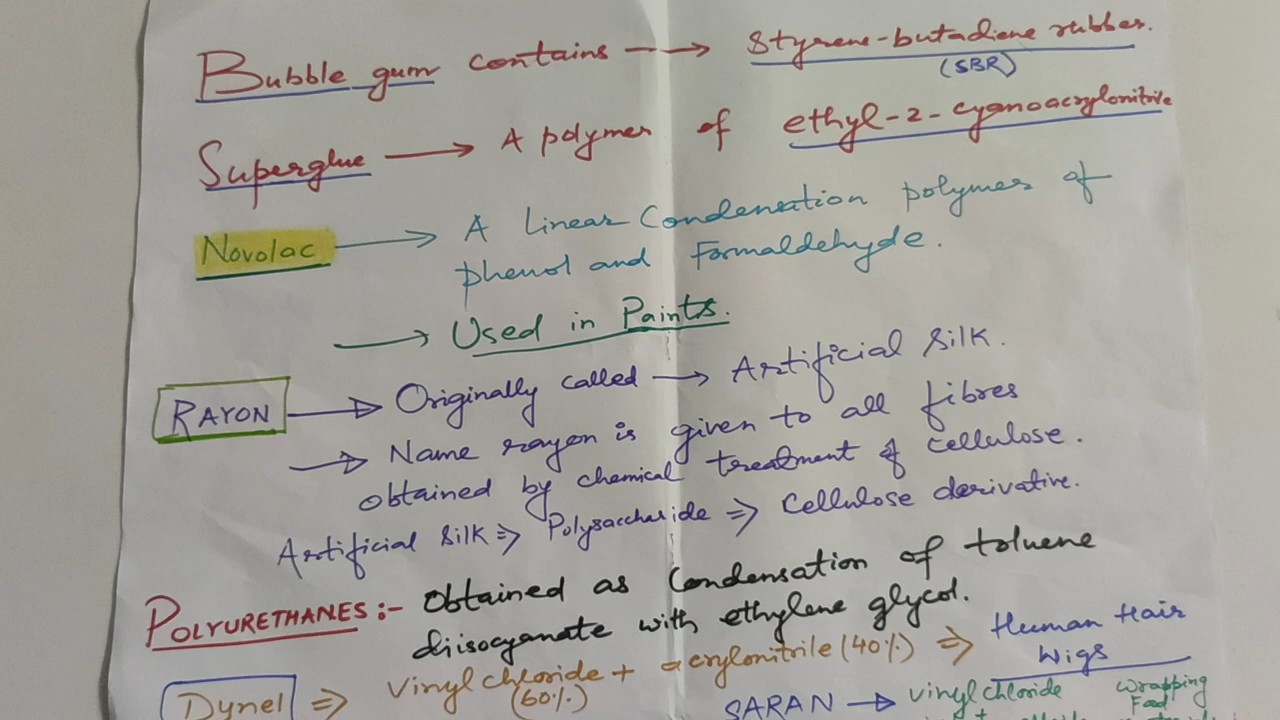 Bubble gum contains → Styrene-butadiene rubber.
(SBR)
Superglue → A polymer of ethyl-2-cyanoacrylonitrile
Novolac → A Linear Condensation polymer of
phenol and Formaldehyde.
→ Used in Paints.
RAYON → Originally called → Artificial Silk.
→ Name rayon is given to all fibres
obtained by chemical treatment of cellulose.
Artificial Silk ⇒ Polysaccharide ⇒ Cellulose derivative.
POLYURETHANES:- Obtained as Condensation of toluene
diisocyanate with ethylene glycol.
Dynel ⇒ Vinyl chloride + acrylonitrile (40%) ⇒ Human Hair
(60%) Wigs
SARAN → vinyl chloride Wrapping
Food